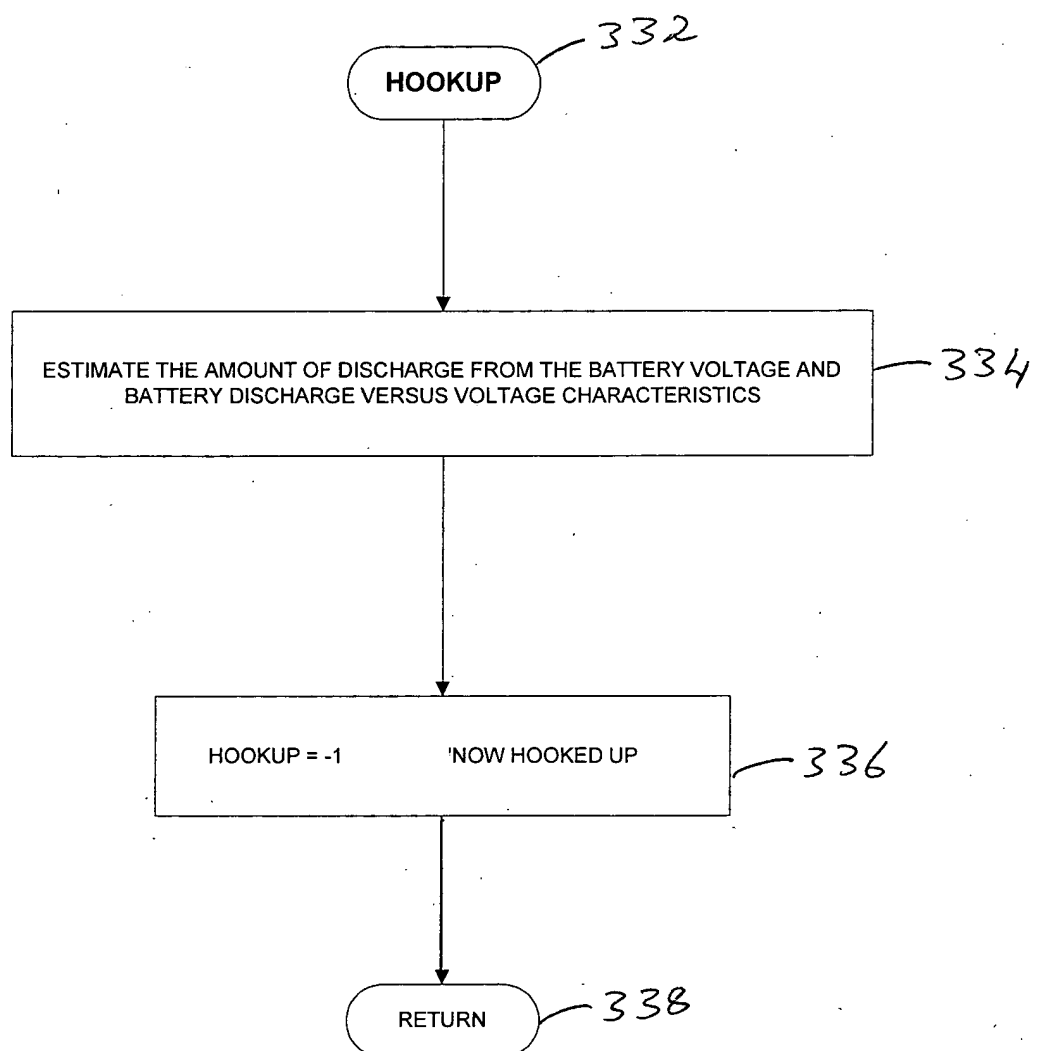 332
HOOKUP
ESTIMATE THE AMOUNT OF DISCHARGE FROM THE BATTERY VOLTAGE AND
BATTERY DISCHARGE VERSUS VOLTAGE CHARACTERISTICS
334
HOOKUP = -1 'NOW HOOKED UP
336
RETURN
338